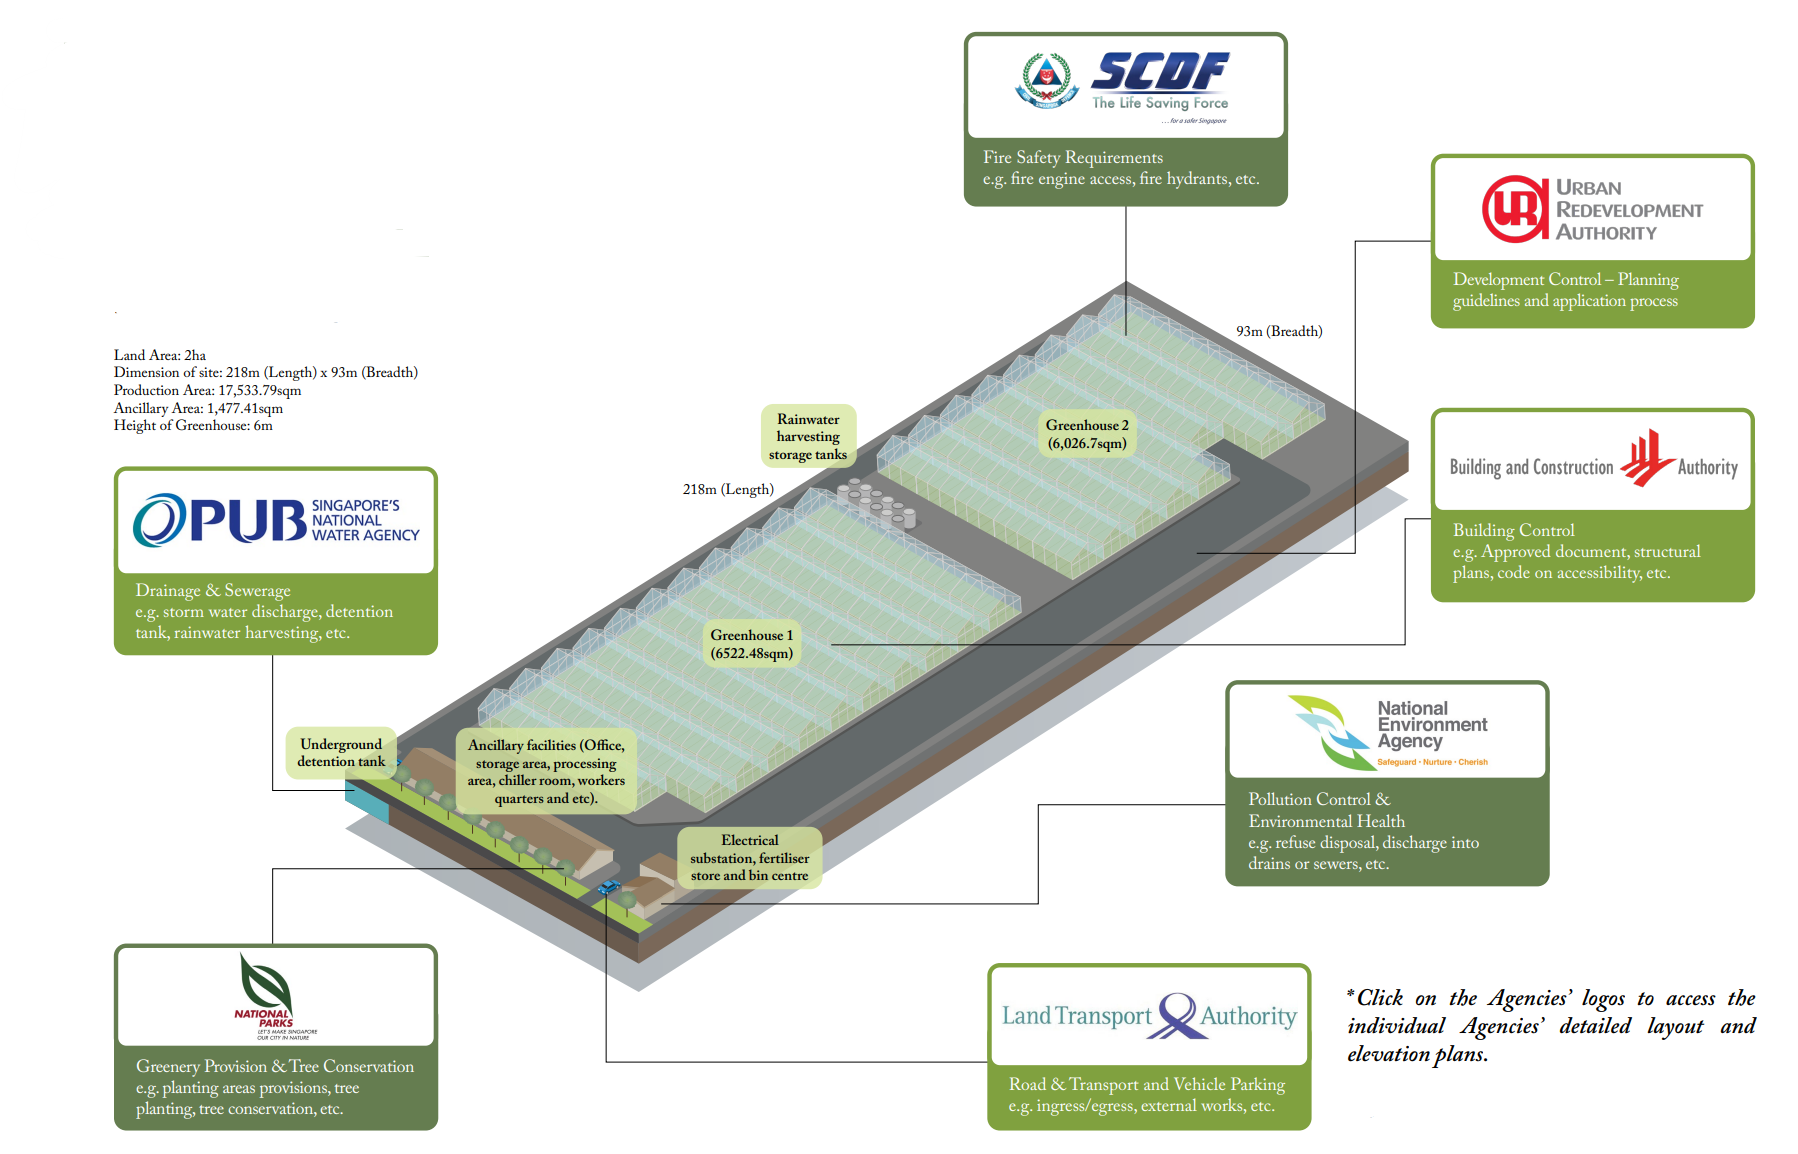 SCDF
The Life Saving Force
....for a safer Singapore
Fire Safety Requirements
e.g. fire engine access, fire hydrants, etc.
URBAN
REDEVELOPMENT
AUTHORITY
Development Control – Planning
guidelines and application process
93m (Breadth)
Land Area: 2ha
Dimension of site: 218m (Length) x 93m (Breadth)
Production Area: 17,533.79sqm
Ancillary Area: 1,477.41sqm
Height of Greenhouse: 6m
Rainwater
harvesting
storage tanks
Greenhouse 2
(6,026.7sqm)
218m (Length)
Building and Construction Authority
Building Control
e.g. Approved document, structural
plans, code on accessibility, etc.
PUB
SINGAPORE'S
NATIONAL
WATER AGENCY
Drainage & Sewerage
e.g. storm water discharge, detention
tank, rainwater harvesting, etc.
Greenhouse 1
(6522.48sqm)
National
Environment
Agency
Safeguard • Nurture • Cherish
Pollution Control &
Environmental Health
e.g. refuse disposal, discharge into
drains or sewers, etc.
Underground
detention tank
Ancillary facilities (Office,
storage area, processing
area, chiller room, workers
quarters and etc).
Electrical
substation, fertiliser
store and bin centre
NATIONAL
PARKS
LET'S MAKE SINGAPORE
OUR CITY IN NATURE
Greenery Provision & Tree Conservation
e.g. planting areas provisions, tree
planting, tree conservation, etc.
Land Transport Authority
Road & Transport and Vehicle Parking
e.g. ingress/egress, external works, etc.
*Click on the Agencies' logos to access the
individual Agencies' detailed layout and
elevation plans.